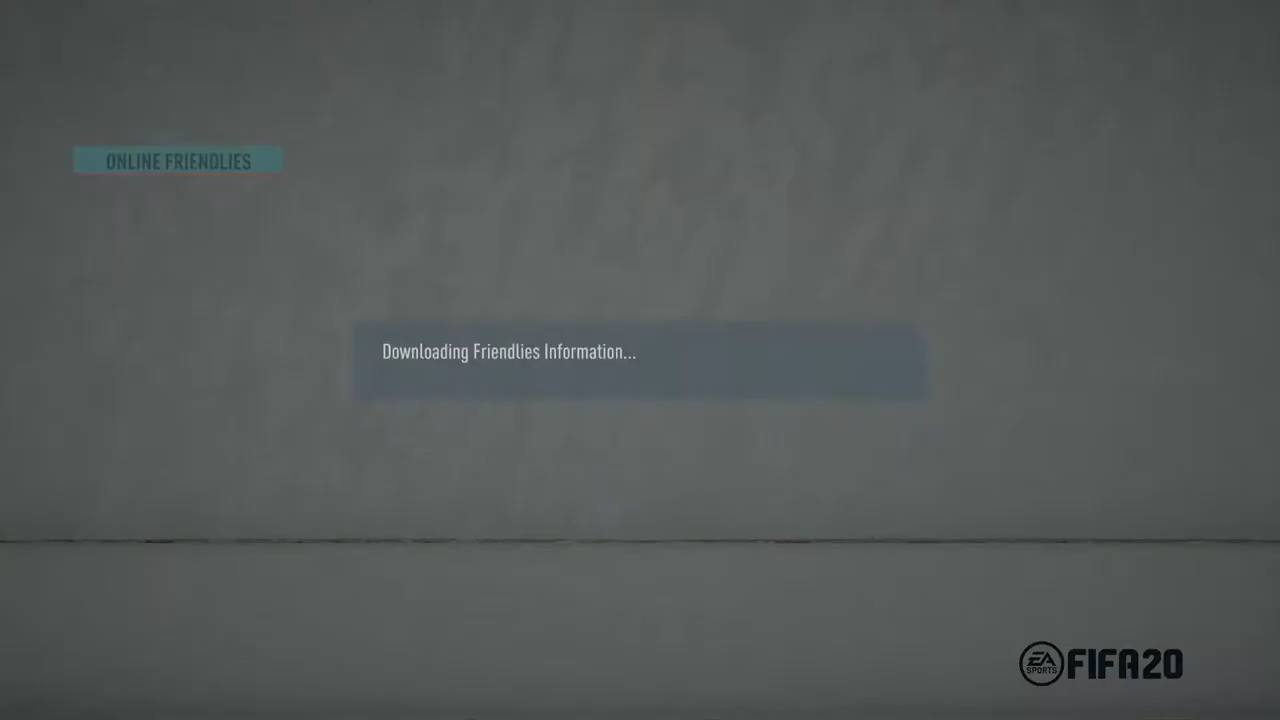 ONLINE FRIENDLIES
Downloading Friendlies Information...
EA
SPORTS
FIFA20